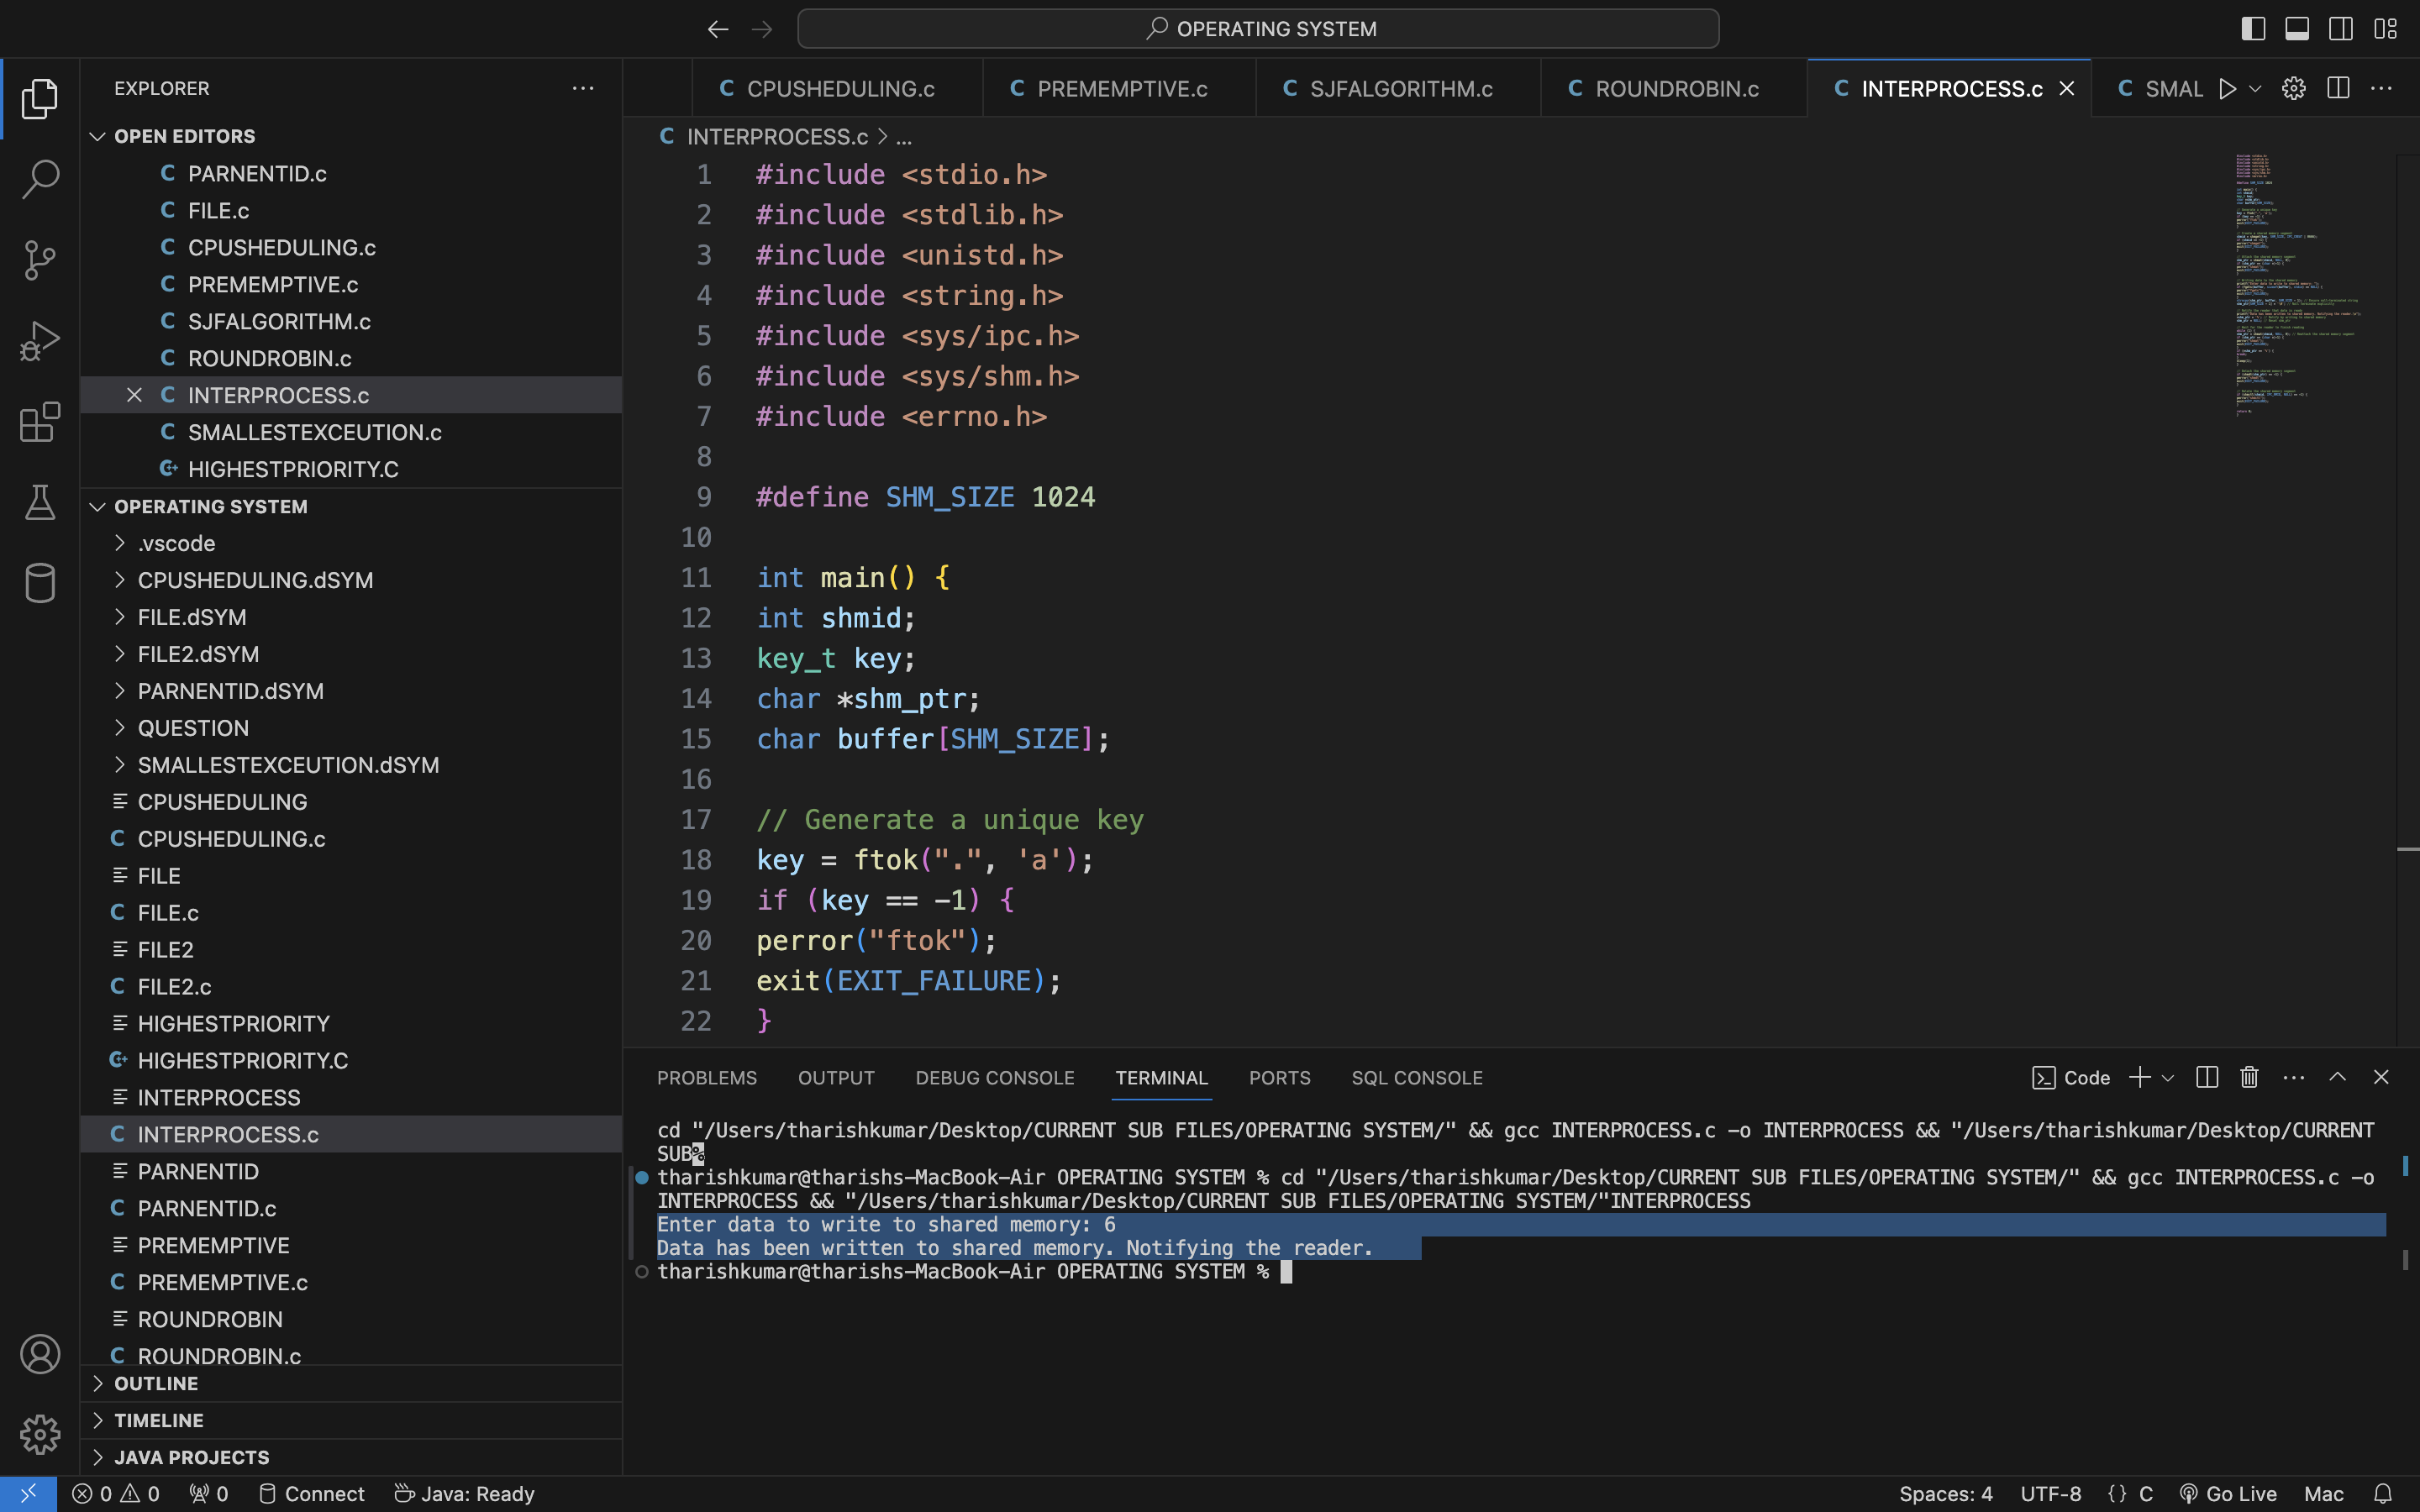 OPERATING SYSTEM
EXPLORER
OPEN EDITORS
PARNENTID.c
FILE.c
CPUSHEDULING.c
PREMEMPTIVE.c
SJFALGORITHM.c
ROUNDROBIN.c
INTERPROCESS.c
SMALLESTEXCEUTION.c
HIGHESTPRIORITY.C
OPERATING SYSTEM
.vscode
CPUSHEDULING.dSYM
FILE.dSYM
FILE2.dSYM
PARNENTID.dSYM
QUESTION
SMALLESTEXCEUTION.dSYM
CPUSHEDULING
CPUSHEDULING.c
FILE
FILE.c
FILE2
FILE2.c
HIGHESTPRIORITY
HIGHESTPRIORITY.C
INTERPROCESS
INTERPROCESS.c
PARNENTID
PARNENTID.c
PREMEMPTIVE
PREMEMPTIVE.c
ROUNDROBIN
ROUNDROBIN.c
OUTLINE
TIMELINE
JAVA PROJECTS
CPUSHEDULING.c PREMEMPTIVE.c SJFALGORITHM.c ROUNDROBIN.c INTERPROCESS.c SMAL
INTERPROCESS.c > ...
1 #include <stdio.h>
2 #include <stdlib.h>
3 #include <unistd.h>
4 #include <string.h>
5 #include <sys/ipc.h>
6 #include <sys/shm.h>
7 #include <errno.h>
8
9 #define SHM_SIZE 1024
10
11 int main() {
12 int shmid;
13 key_t key;
14 char *shm_ptr;
15 char buffer[SHM_SIZE];
16
17 // Generate a unique key
18 key = ftok(".", 'a');
19 if (key == -1) {
20 perror("ftok");
21 exit(EXIT_FAILURE);
22 }
PROBLEMS OUTPUT DEBUG CONSOLE TERMINAL PORTS SQL CONSOLE Code
cd "/Users/tharishkumar/Desktop/CURRENT SUB FILES/OPERATING SYSTEM/" && gcc INTERPROCESS.c -o INTERPROCESS && "/Users/tharishkumar/Desktop/CURRENT
SUB%
tharishkumar@tharishs-MacBook-Air OPERATING SYSTEM % cd "/Users/tharishkumar/Desktop/CURRENT SUB FILES/OPERATING SYSTEM/" && gcc INTERPROCESS.c -o
INTERPROCESS && "/Users/tharishkumar/Desktop/CURRENT SUB FILES/OPERATING SYSTEM/"INTERPROCESS
Enter data to write to shared memory: 6
Data has been written to shared memory. Notifying the reader.
tharishkumar@tharishs-MacBook-Air OPERATING SYSTEM %
0 0 0 Connect Java: Ready Spaces: 4 UTF-8 {} C Go Live Mac